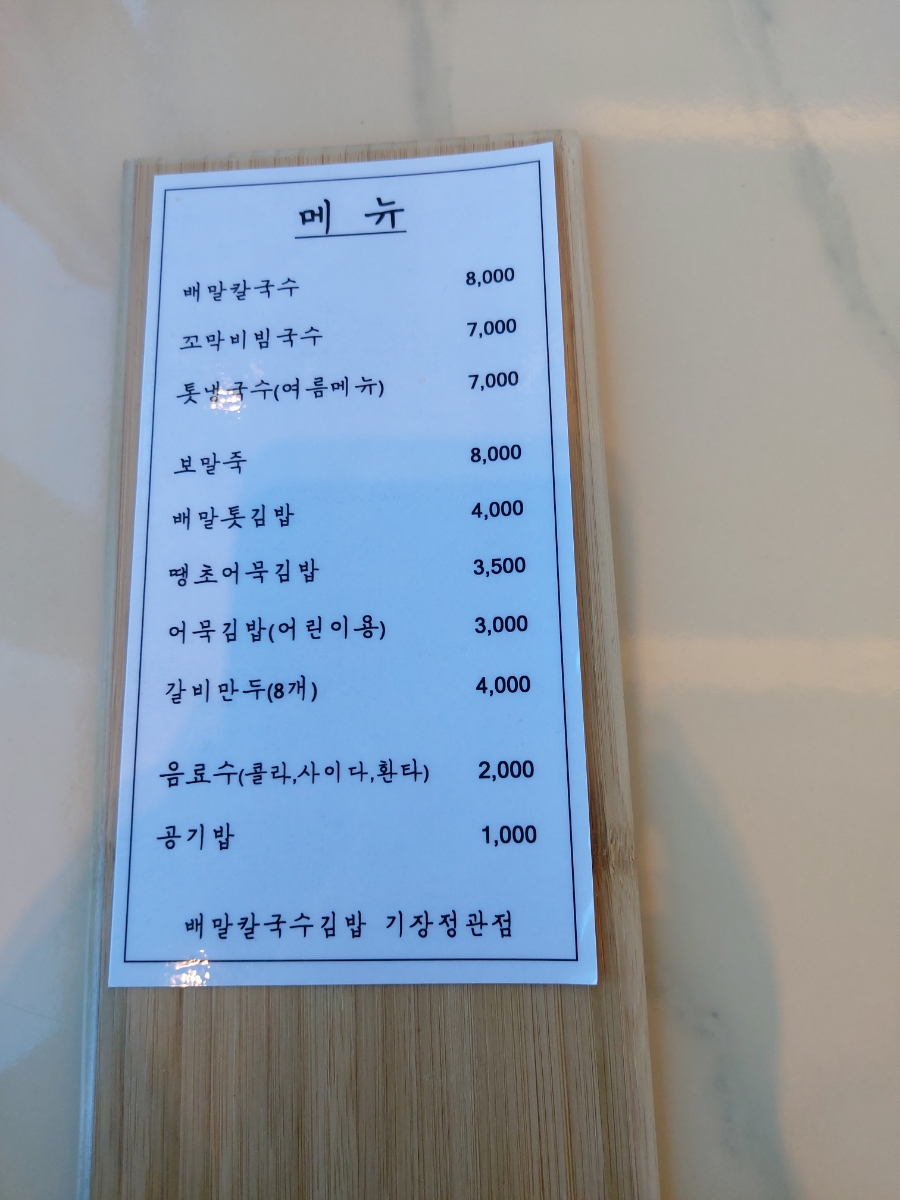 메 뉴
배말칼국수 8,000
꼬막비빔국수 7,000
톳냉국수(여름메뉴) 7,000
보말죽 8,000
배말톳김밥 4,000
땡초어묵김밥 3,500
어묵김밥(어린이용) 3,000
갈비만두(8개) 4,000
음료수(콜라,사이다,환타) 2,000
공기밥 1,000
배말칼국수김밥 기장정관점